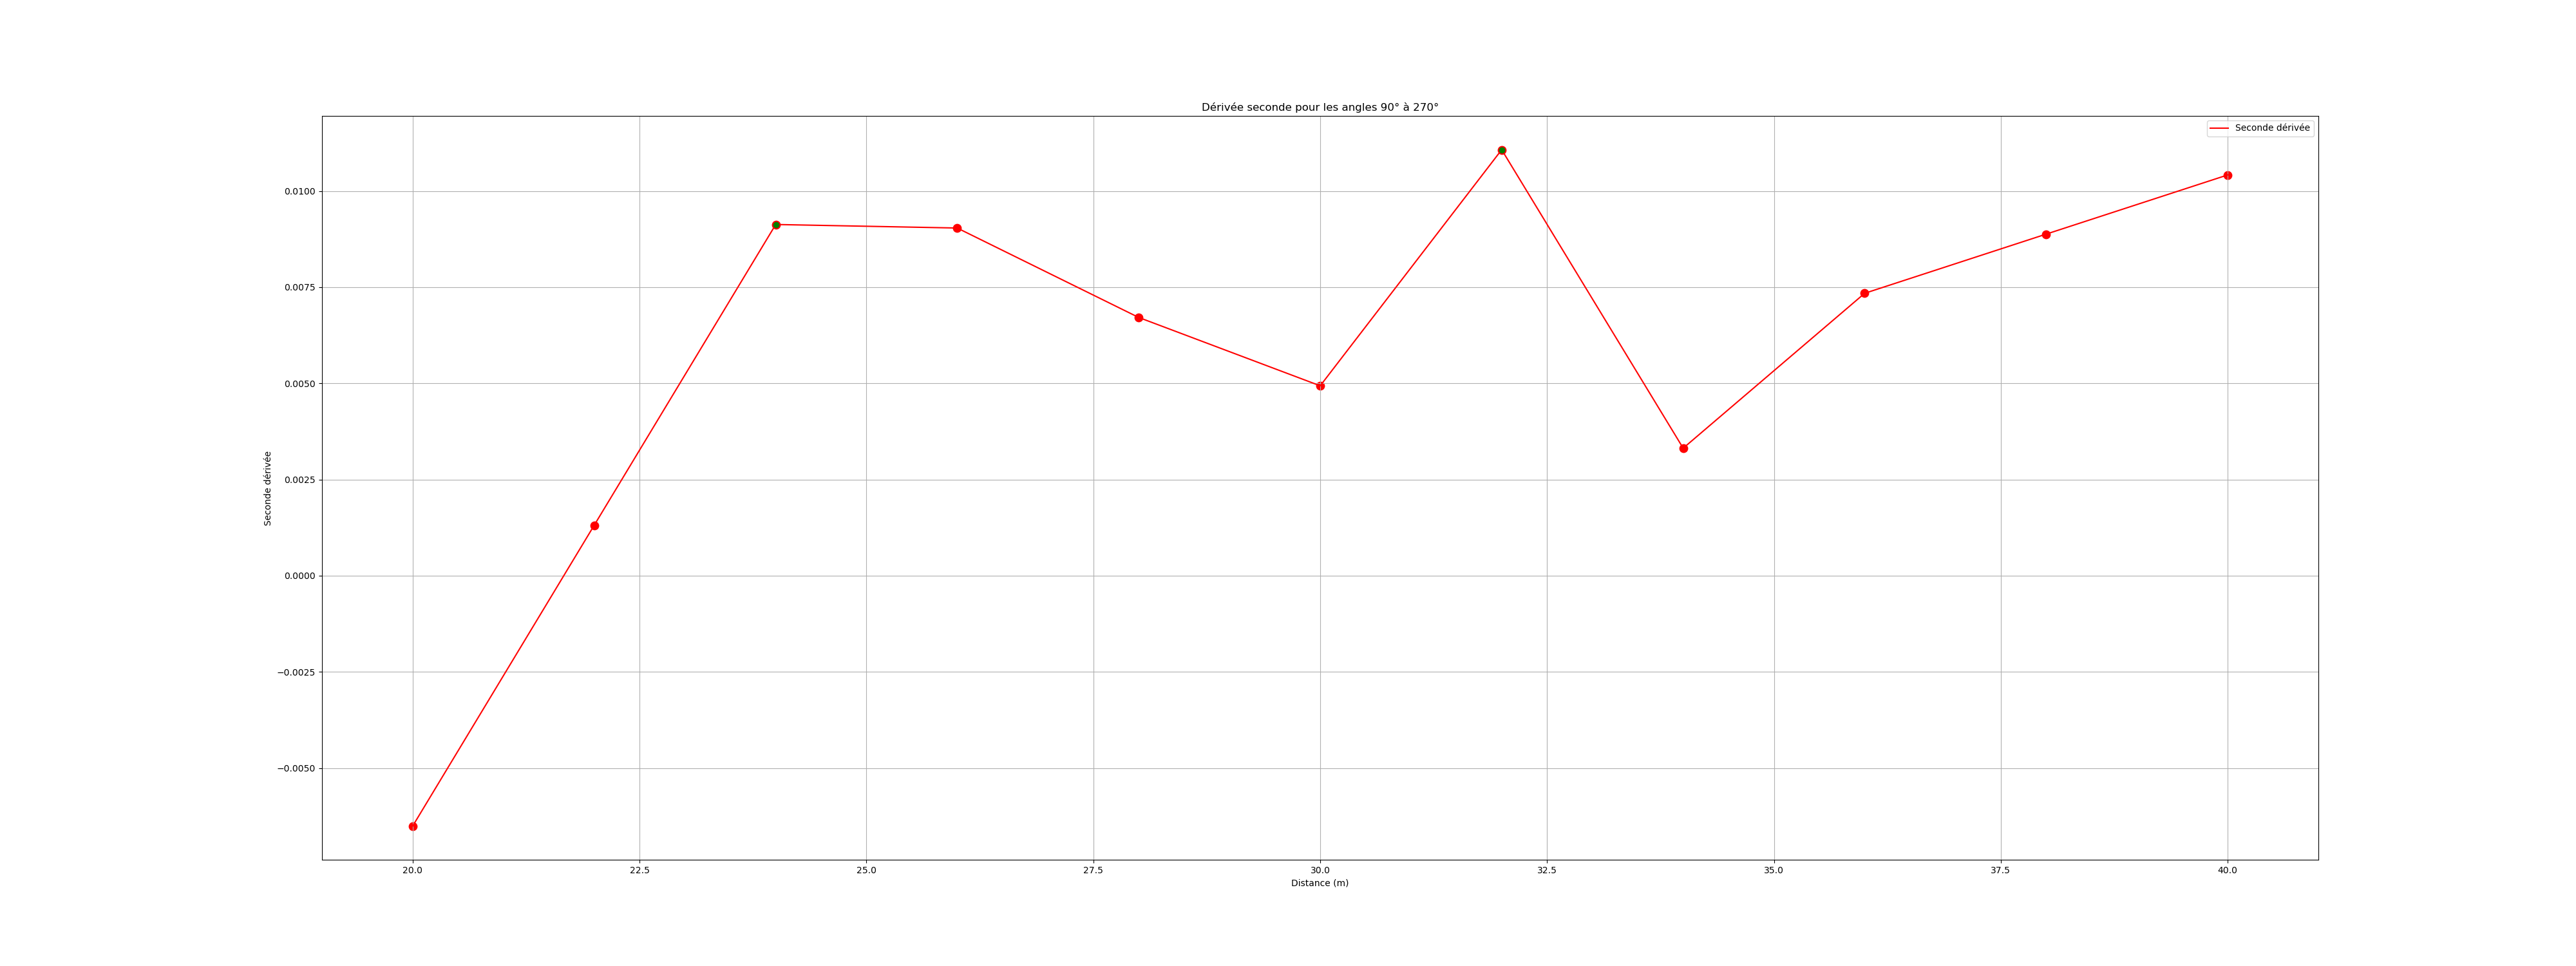 Dérivée seconde pour les angles 90° à 270°
Seconde dérivée
0.0100
0.0075
0.0050
0.0025
0.0000
−0.0025
−0.0050
Seconde dérivée
20.0 22.5 25.0 27.5 30.0 32.5 35.0 37.5 40.0
Distance (m)